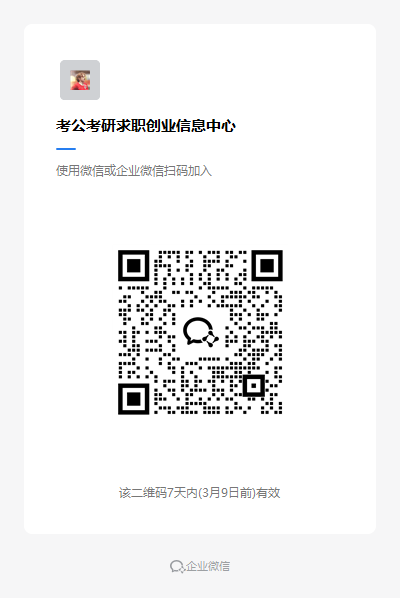 考公考研求职创业信息中心
使用微信或企业微信扫码加入
该二维码7天内(3月9日前)有效
企业微信